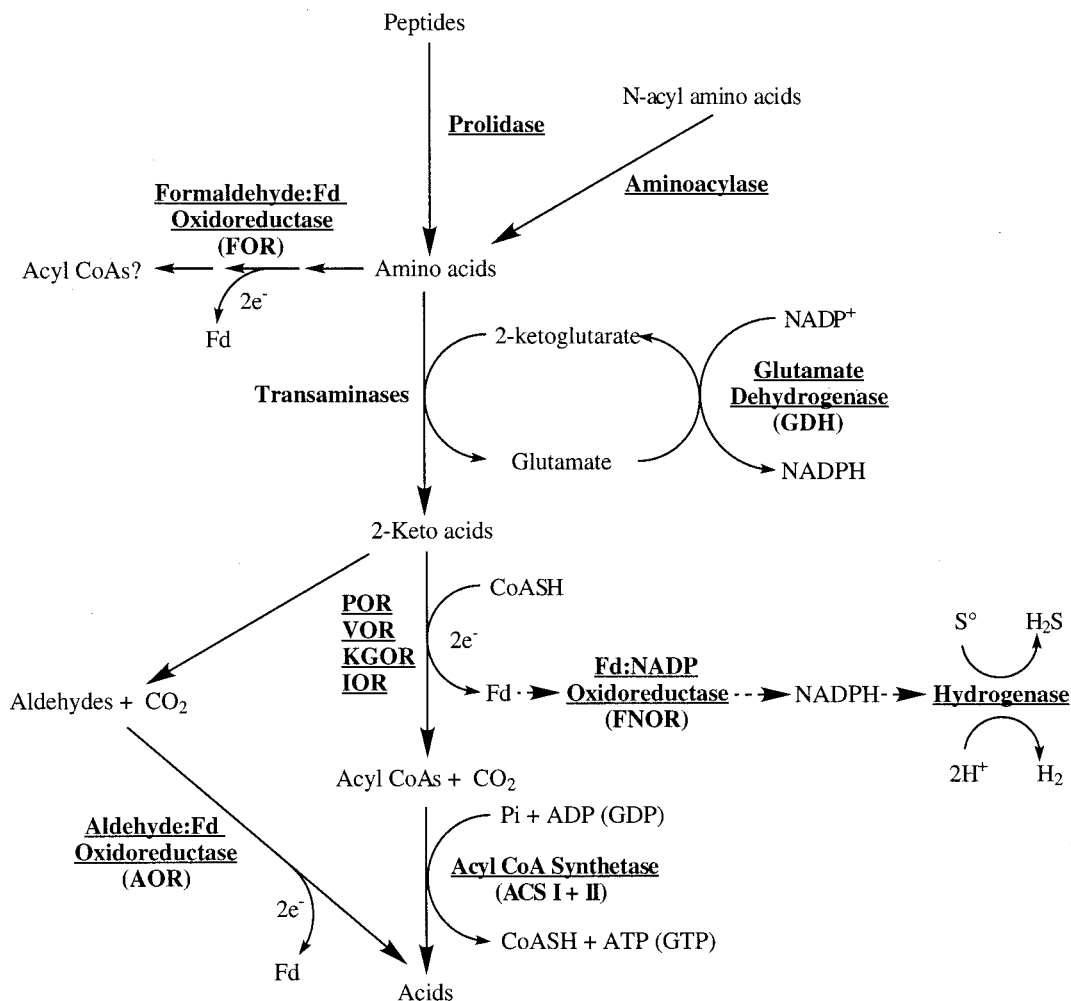 Peptides
N-acyl amino acids
Prolidase
Aminoacylase
Formaldehyde:Fd
Oxidoreductase
(FOR)
Acyl CoAs?
Amino acids
2e-
Fd
2-ketoglutarate
NADP+
Transaminases
Glutamate
Dehydrogenase
(GDH)
Glutamate
NADPH
2-Keto acids
CoASH
POR
VOR
KGOR
IOR
2e-
Fd
Fd:NADP
Oxidoreductase
(FNOR)
NADPH
S°
H2S
Hydrogenase
2H+
H2
Aldehydes + CO2
Acyl CoAs + CO2
Pi + ADP (GDP)
Aldehyde:Fd
Oxidoreductase
(AOR)
Acyl CoA Synthetase
(ACS I + II)
2e-
Fd
CoASH + ATP (GTP)
Acids